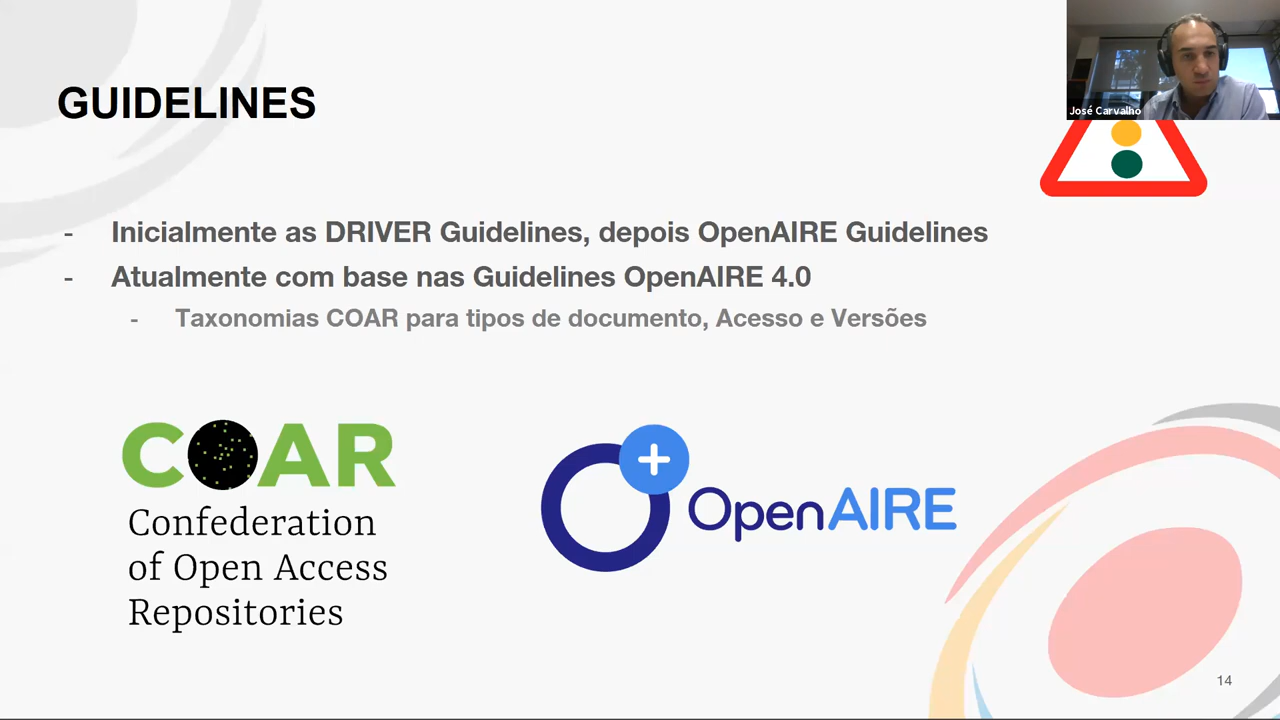 José Carvalho
GUIDELINES
- Inicialmente as DRIVER Guidelines, depois OpenAIRE Guidelines
- Atualmente com base nas Guidelines OpenAIRE 4.0
- Taxonomias COAR para tipos de documento, Acesso e Versões
COAR
Confederation
of Open Access
Repositories
OpenAIRE
14